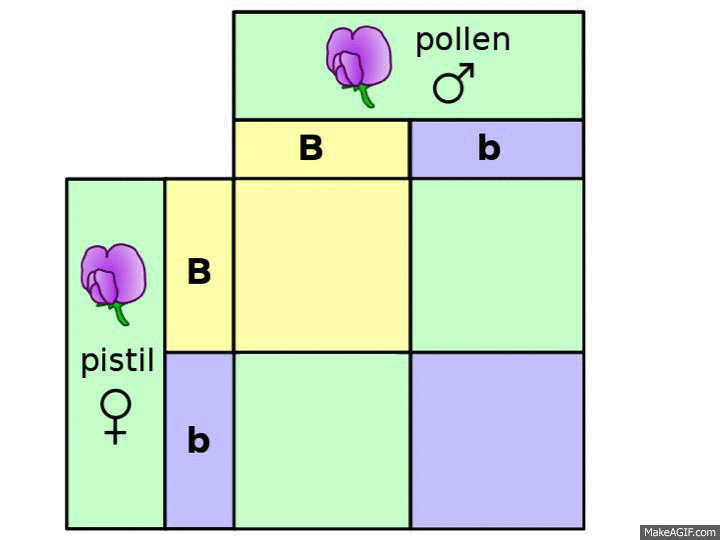 pollen
♂
B b
B
pistil
♀
b
MakeAGIF.com